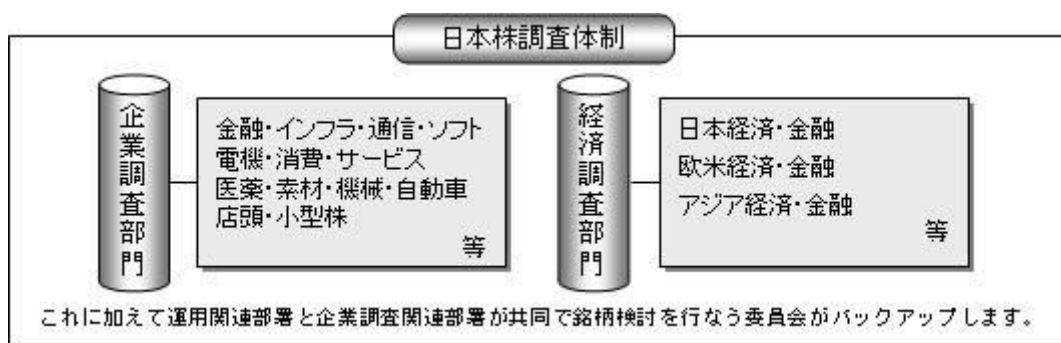 日本株調査体制
企業調査部門
金融・インフラ・通信・ソフト
電機・消費・サービス
医薬・素材・機械・自動車
店頭・小型株
等
経済調査部門
日本経済・金融
欧米経済・金融
アジア経済・金融
等
これに加えて運用関連部署と企業調査関連部署が共同で銘柄検討を行なう委員会がバックアップします。